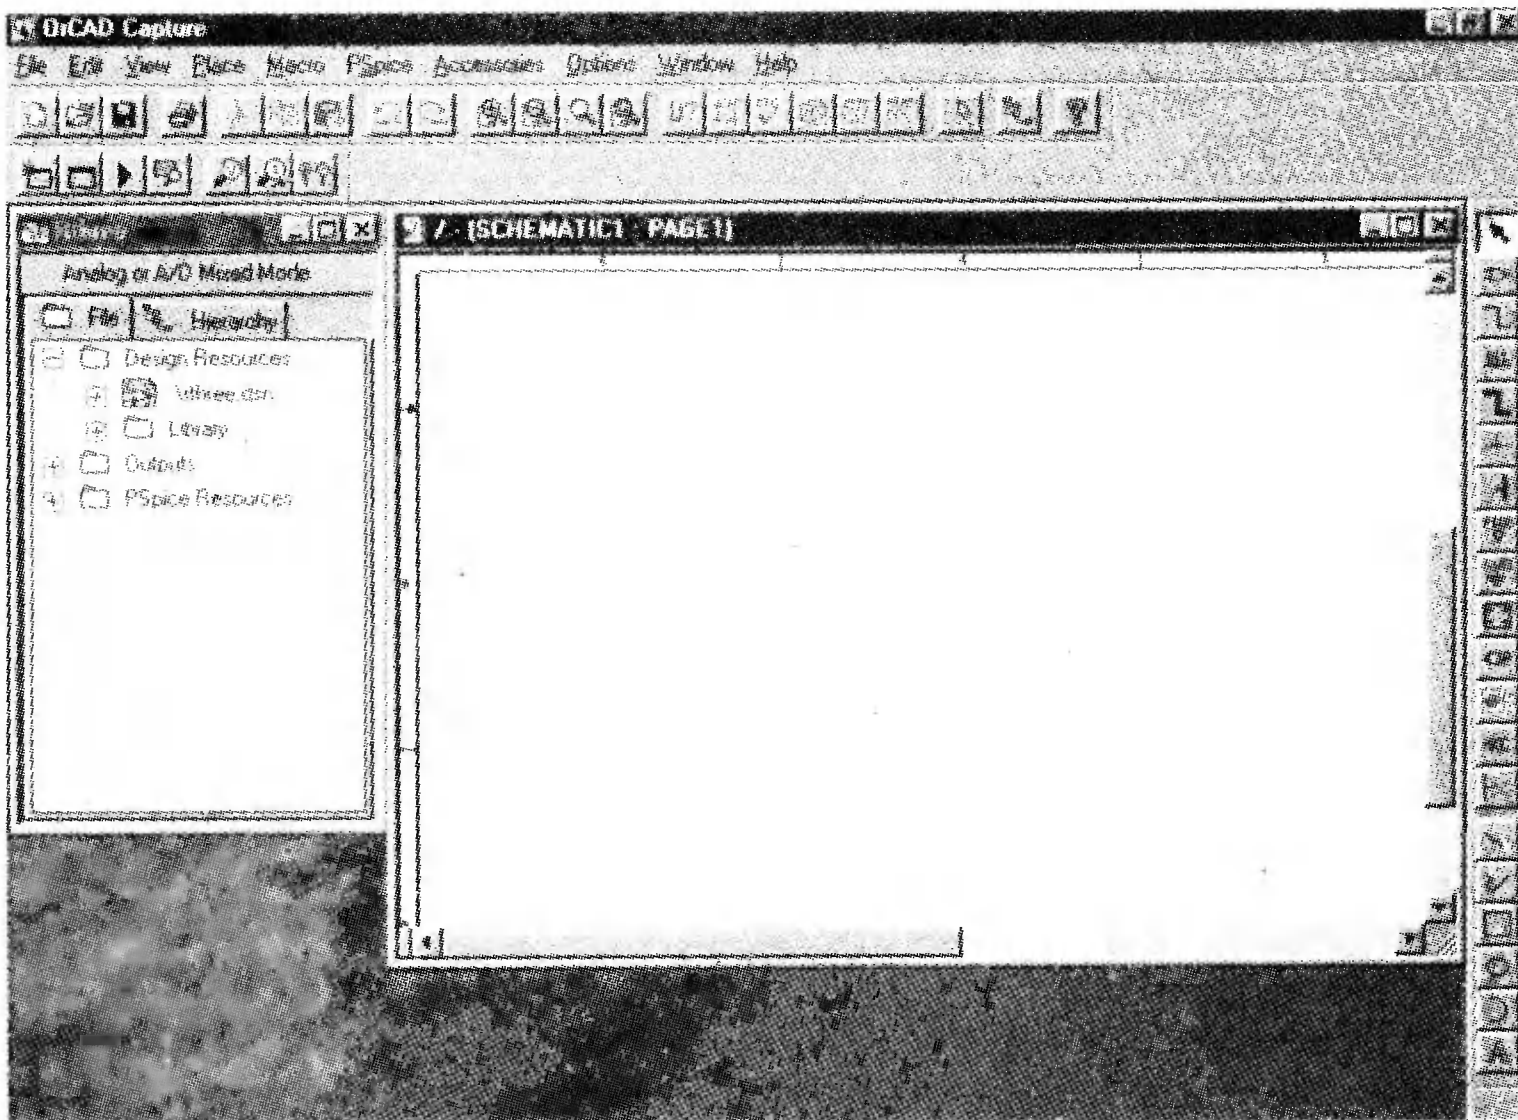 OrCAD Capture
File Edit View Place Macro PSpice Accessories Options Window Help
/ - (SCHEMATIC1 : PAGE1)
Analog or A/D Mixed Mode
File Hierarchy
Design Resources
Library
Outputs
PSpice Resources